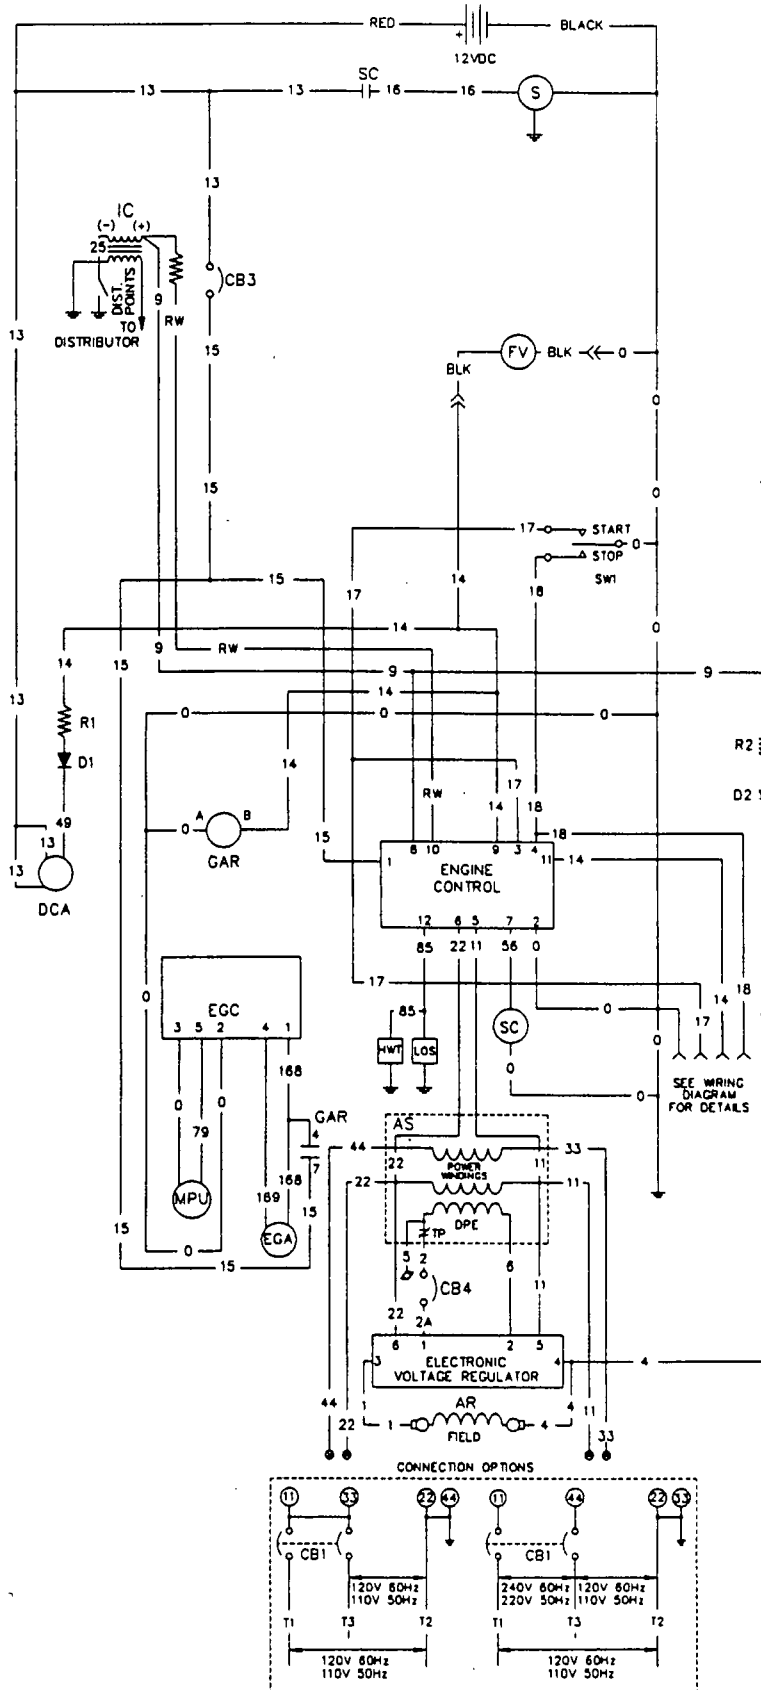 RED
BLACK
+
12VDC
SC
13
13
16
16
S
13
IC
(-) (+)
25
CB3
DIST.
POINTS
9
TO
DISTRIBUTOR
RW
13
15
FV
BLK
0
BLK
0
15
0
17
START
0
STOP
SW1
15
14
17
18
14
0
14
15
9
RW
9
9
13
0
14
0
0
R1
R2
D1
14
17
D2
RW
14
18
49
A
B
0
15
18
13
GAR
8 10 9 3 4
1
11
14
13
ENGINE
CONTROL
DCA
12 6 5 7 2
85
22
11
56
0
17
18
14
EGC
0
85
SC
0
17
3 5 2 4 1
0
HWT
LOS
168
0
SEE WIRING
DIAGRAM
FOR DETAILS
0
79
0
0
GAR
4
7
AS
44
22
POWER
WINDINGS
11
33
168
MPU
169
22
11
15
15
EGA
DPE
TP
0
15
5
2
6
11
CB4
22
2A
6 1 2 5
3
ELECTRONIC
VOLTAGE REGULATOR
4
4
44
1
AR
4
11
22
1
4
33
FIELD
CONNECTION OPTIONS
11 33 22 44 11 44 22 33
CB1
CB1
120V 60Hz
110V 50Hz
240V 60Hz
220V 50Hz
120V 60Hz
110V 50Hz
T1 T3 T2 T1 T3 T2
120V 60Hz
110V 50Hz
120V 60Hz
110V 50Hz